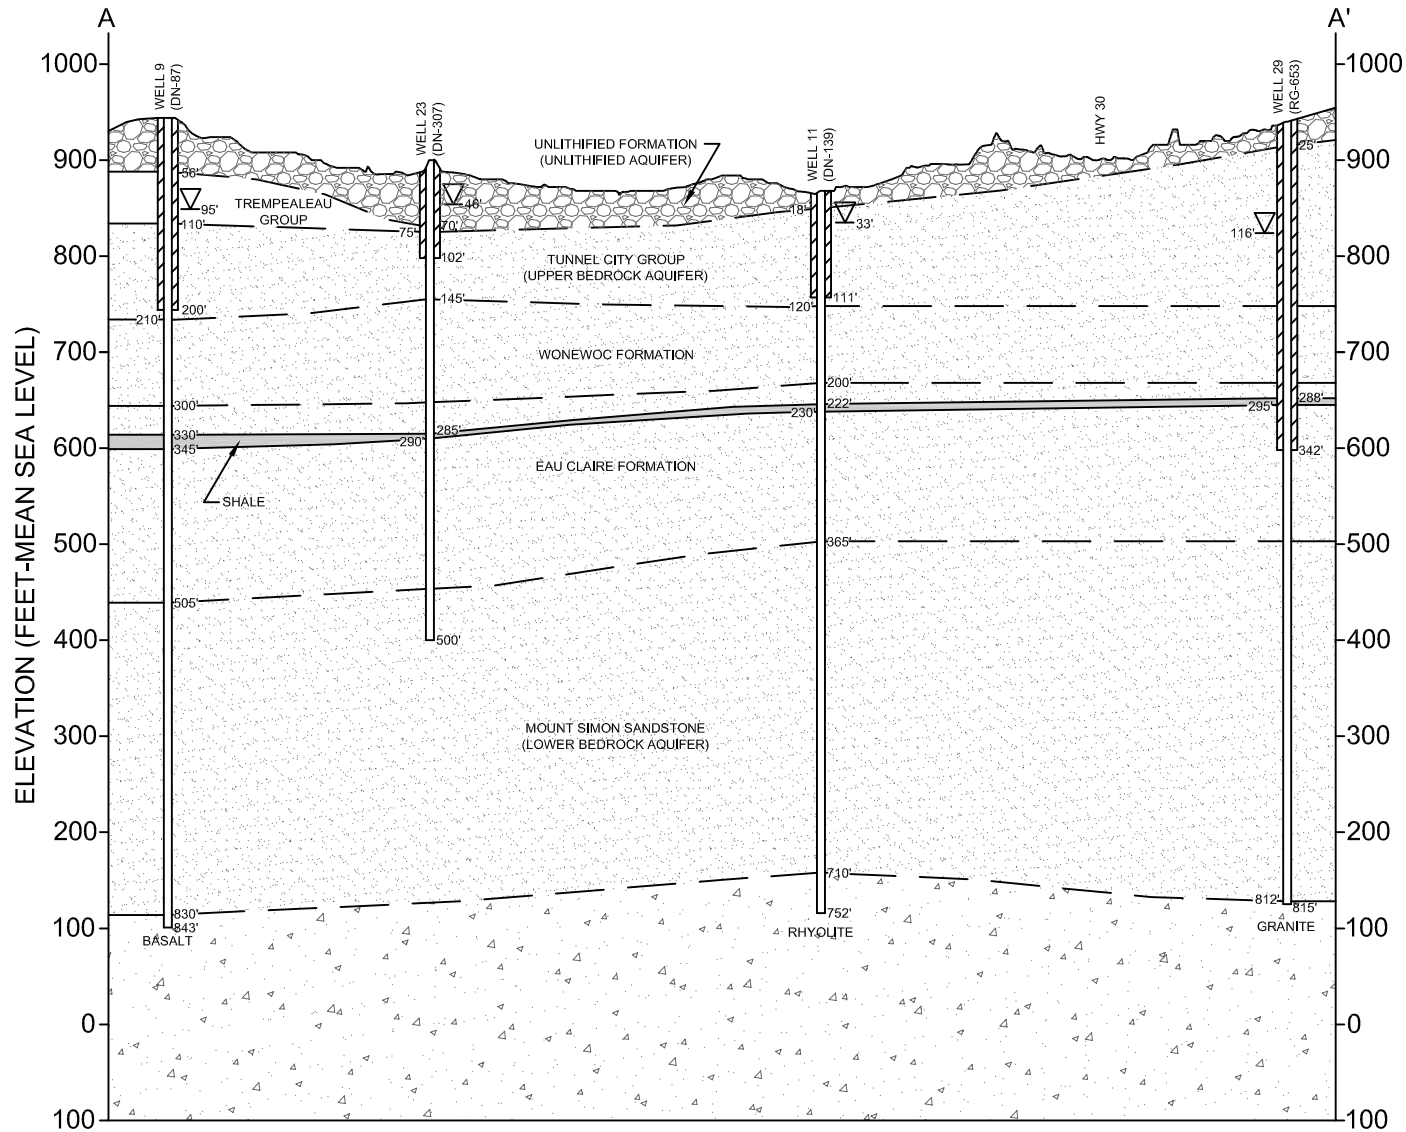 A
A'
1000
1000
WELL 9
(DN-87)
WELL 23
(DN-307)
WELL 11
(DN-139)
HWY 30
WELL 29
(RG-653)
UNLITHIFIED FORMATION
(UNLITHIFIED AQUIFER)
900
900
56'
25'
TREMPEALEAU
GROUP
95'
46'
18'
33'
110'
75'
70'
116'
800
800
102'
TUNNEL CITY GROUP
(UPPER BEDROCK AQUIFER)
200'
210'
145'
111'
120'
700
700
WONEWOC FORMATION
300'
200'
222'
230'
288'
295'
330'
345'
285'
290'
600
600
342'
EAU CLAIRE FORMATION
SHALE
500
500
365'
505'
400
400
500'
MOUNT SIMON SANDSTONE
(LOWER BEDROCK AQUIFER)
300
300
200
200
710'
812'
815'
830'
843'
752'
100
100
BASALT
RHYOLITE
GRANITE
0
0
100
100
ELEVATION (FEET-MEAN SEA LEVEL)